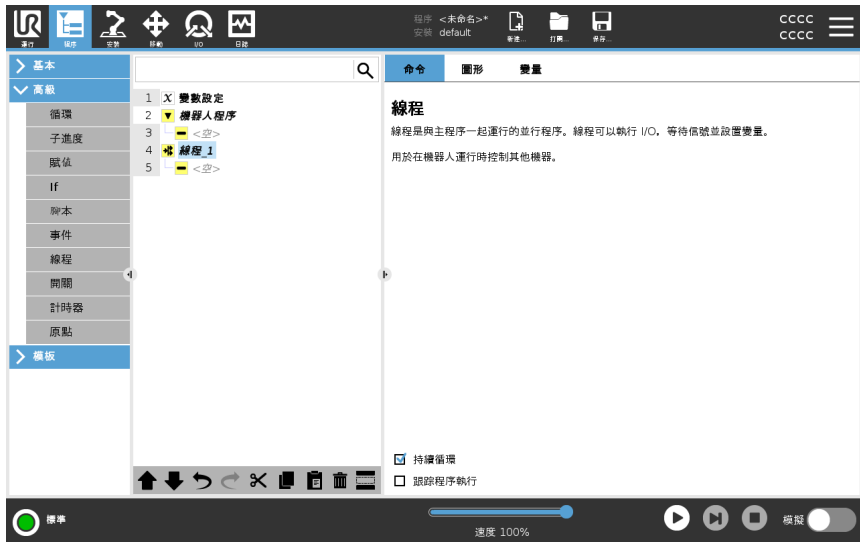 UR
運行
程序
安裝
移動
I/O
日誌
程序 <未命名>*
安裝 default
新建...
打開...
保存...
CCCC
CCCC
基本
高級
循環
子進度
賦值
If
腳本
事件
線程
開關
計時器
原點
模板
1 X 變數設定
2 機器人程序
3 <空>
4 線程_1
5 <空>
命令 圖形 變量
線程
線程是與主程序一起運行的並行程序。線程可以執行 I/O，等待信號並設置變量。
用於在機器人運行時控制其他機器。
持續循環
跟踪程序執行
標準
速度 100%
模擬